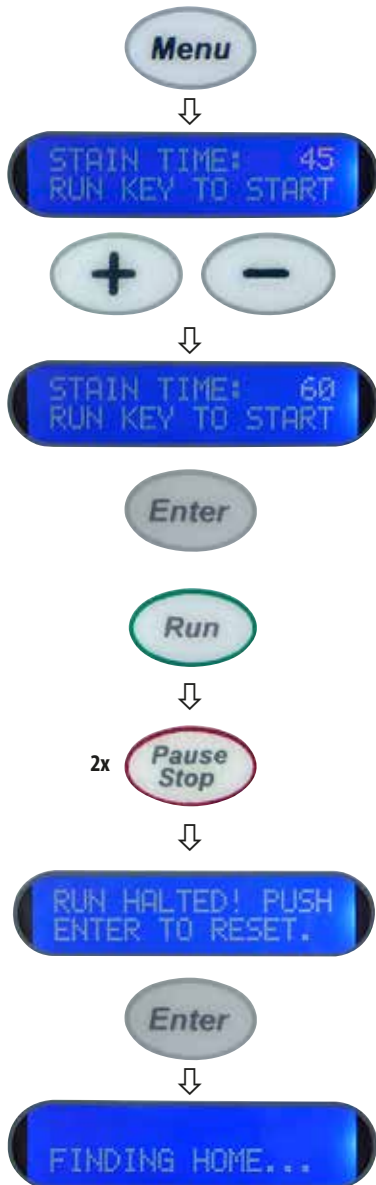 Menu
STAIN TIME: 45
RUN KEY TO START
+ -
STAIN TIME: 60
RUN KEY TO START
Enter
Run
2x Pause
Stop
RUN HALTED! PUSH
ENTER TO RESET.
Enter
FINDING HOME...